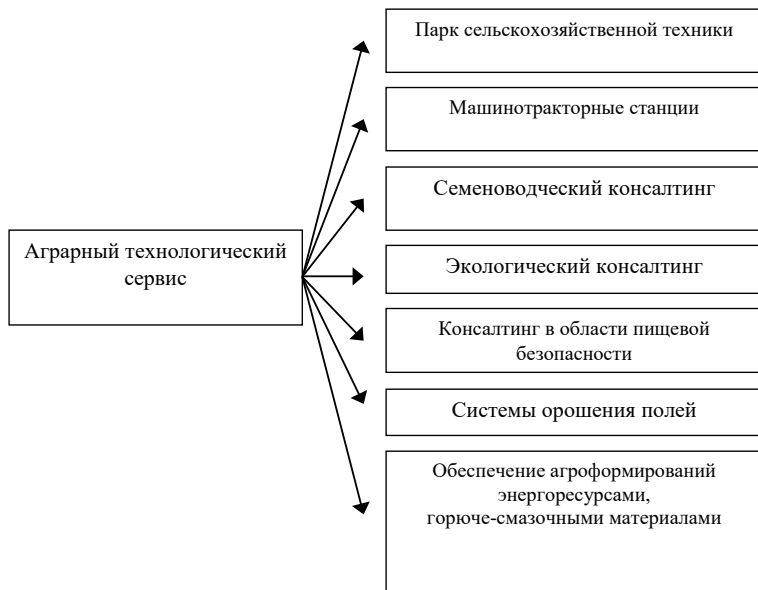 Парк сельскохозяйственной техники
Машинотракторные станции
Семеноводческий консалтинг
Аграрный технологический
сервис
Экологический консалтинг
Консалтинг в области пищевой
безопасности
Системы орошения полей
Обеспечение агроформирований
энергоресурсами,
горюче-смазочными материалами